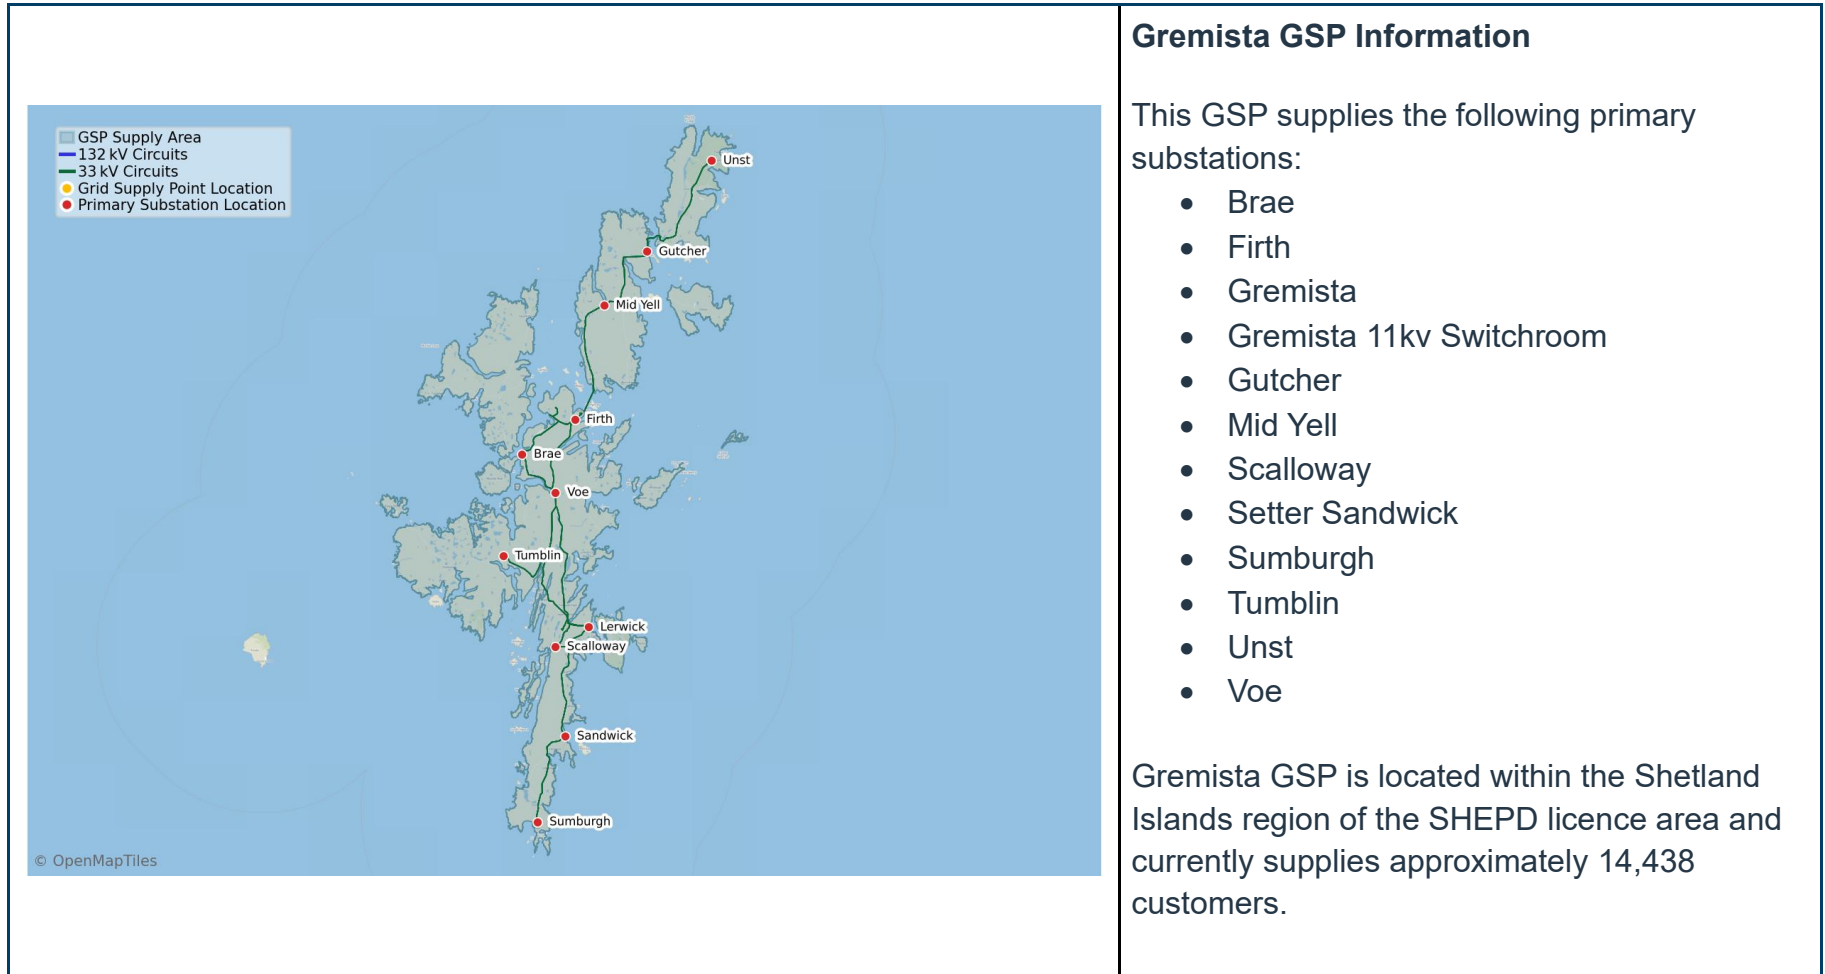 GSP Supply Area
132 kV Circuits
33 kV Circuits
Grid Supply Point Location
Primary Substation Location
Unst
Gutcher
Mid Yell
Firth
Brae
Voe
Tumblin
Lerwick
Scalloway
Sandwick
Sumburgh
© OpenMapTiles
Gremista GSP Information
This GSP supplies the following primary
substations:
• Brae
• Firth
• Gremista
• Gremista 11kv Switchroom
• Gutcher
• Mid Yell
• Scalloway
• Setter Sandwick
• Sumburgh
• Tumblin
• Unst
• Voe
Gremista GSP is located within the Shetland
Islands region of the SHEPD licence area and
currently supplies approximately 14,438
customers.